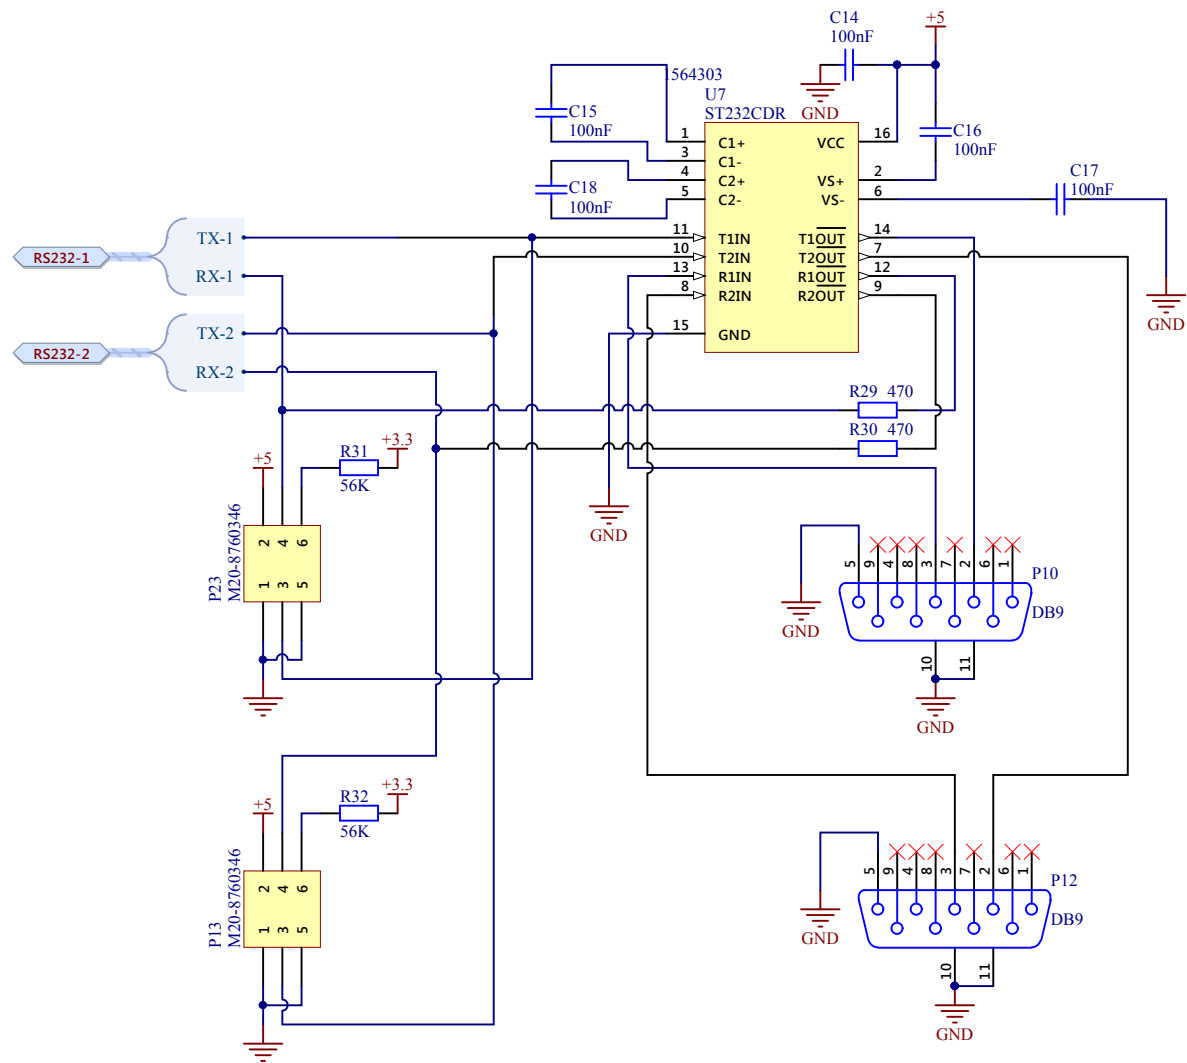 C14
100nF
+5
GND
1564303
U7
ST232CDR
C15
100nF
C18
100nF
C16
100nF
C17
100nF
GND
1 C1+ VCC 16
3 C1-
4 C2+ VS+ 2
5 C2- VS- 6
11 T1IN T1OUT 14
10 T2IN T2OUT 7
13 R1IN R1OUT 12
8 R2IN R2OUT 9
15 GND
RS232-1
TX-1
RX-1
RS232-2
TX-2
RX-2
R29 470
R30 470
GND
+5
R31
56K
+3.3
P23
M20-8760346
2 4 6
1 3 5
GND
5 9 4 8 3 7 2 6 1
P10
DB9
10 11
GND
+5
R32
56K
+3.3
P13
M20-8760346
2 4 6
1 3 5
GND
5 9 4 8 3 7 2 6 1
P12
DB9
10 11
GND